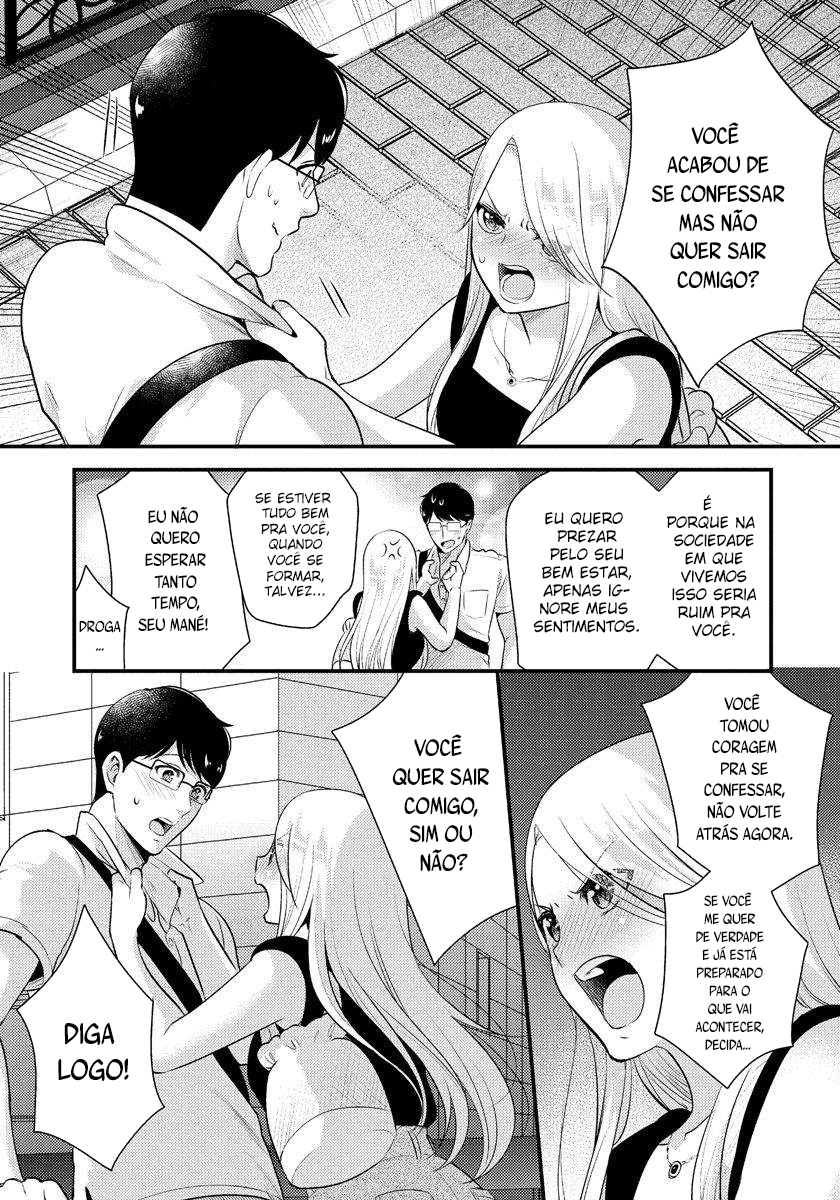 VOCÊ
ACABOU DE
SE CONFESSAR
MAS NÃO
QUER SAIR
COMIGO?
É
PORQUE NA
SOCIEDADE
EM QUE
VIVEMOS
ISSO SERIA
RUIM PRA
VOCÊ.
EU QUERO
PREZAR
PELO SEU
BEM ESTAR,
APENAS IG-
NORE MEUS
SENTIMENTOS.
SE ESTIVER
TUDO BEM
PRA VOCÊ,
QUANDO
VOCÊ SE
FORMAR,
TALVEZ...
EU NÃO
QUERO
ESPERAR
TANTO
TEMPO,
SEU MANÉ!
DROGA
...
VOCÊ
TOMOU
CORAGEM
PRA SE
CONFESSAR,
NÃO VOLTE
ATRÁS AGORA.
SE VOCÊ
ME QUER
DE VERDADE
E JÁ ESTÁ
PREPARADO
PARA O
QUE VAI
ACONTECER,
DECIDA...
VOCÊ
QUER SAIR
COMIGO,
SIM OU
NÃO?
DIGA
LOGO!